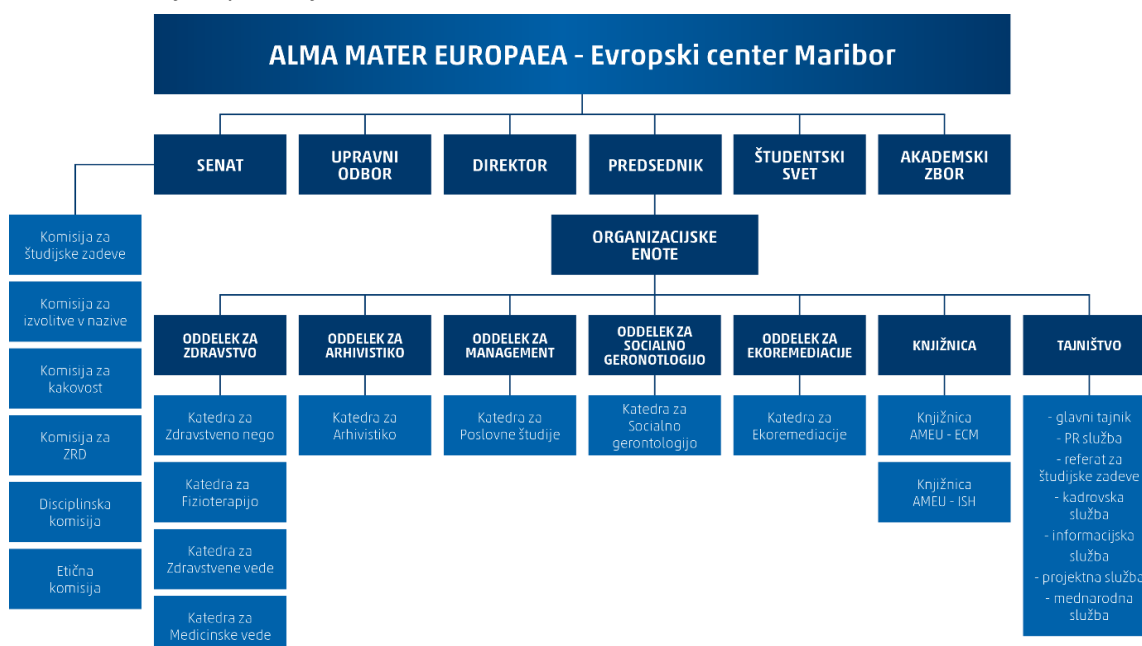 ALMA MATER EUROPAEA - Evropski center Maribor
SENAT
UPRAVNI
ODBOR
DIREKTOR
PREDSEDNIK
ŠTUDENTSKI
SVET
AKADEMSKI
ZBOR
Komisija za
študijske zadeve
Komisija za
izvolitve v nazive
Komisija za
kakovost
Komisija za
ZRD
Disciplinska
komisija
Etična
komisija
ORGANIZACIJSKE
ENOTE
ODDELEK ZA
ZDRAVSTVO
Katedra za
Zdravstveno nego
Katedra za
Fizioterapijo
Katedra za
Zdravstvene vede
Katedra za
Medicinske vede
ODDELEK ZA
ARHIVISTIKO
Katedra za
Arhivistiko
ODDELEK ZA
MANAGEMENT
Katedra za
Poslovne študije
ODDELEK ZA
SOCIALNO
GERONOTLOGIJO
Katedra za
Socialno
gerontologijo
ODDELEK ZA
EKOREMEDIACIJE
Katedra za
Ekoremediacije
KNJIŽNICA
Knjižnica
AMEU - ECM
Knjižnica
AMEU - ISH
TAJNIŠTVO
- glavni tajnik
- PR služba
- referat za
študijske zadeve
- kadrovska
služba
- informacijska
služba
- projektna služba
- mednarodna
služba